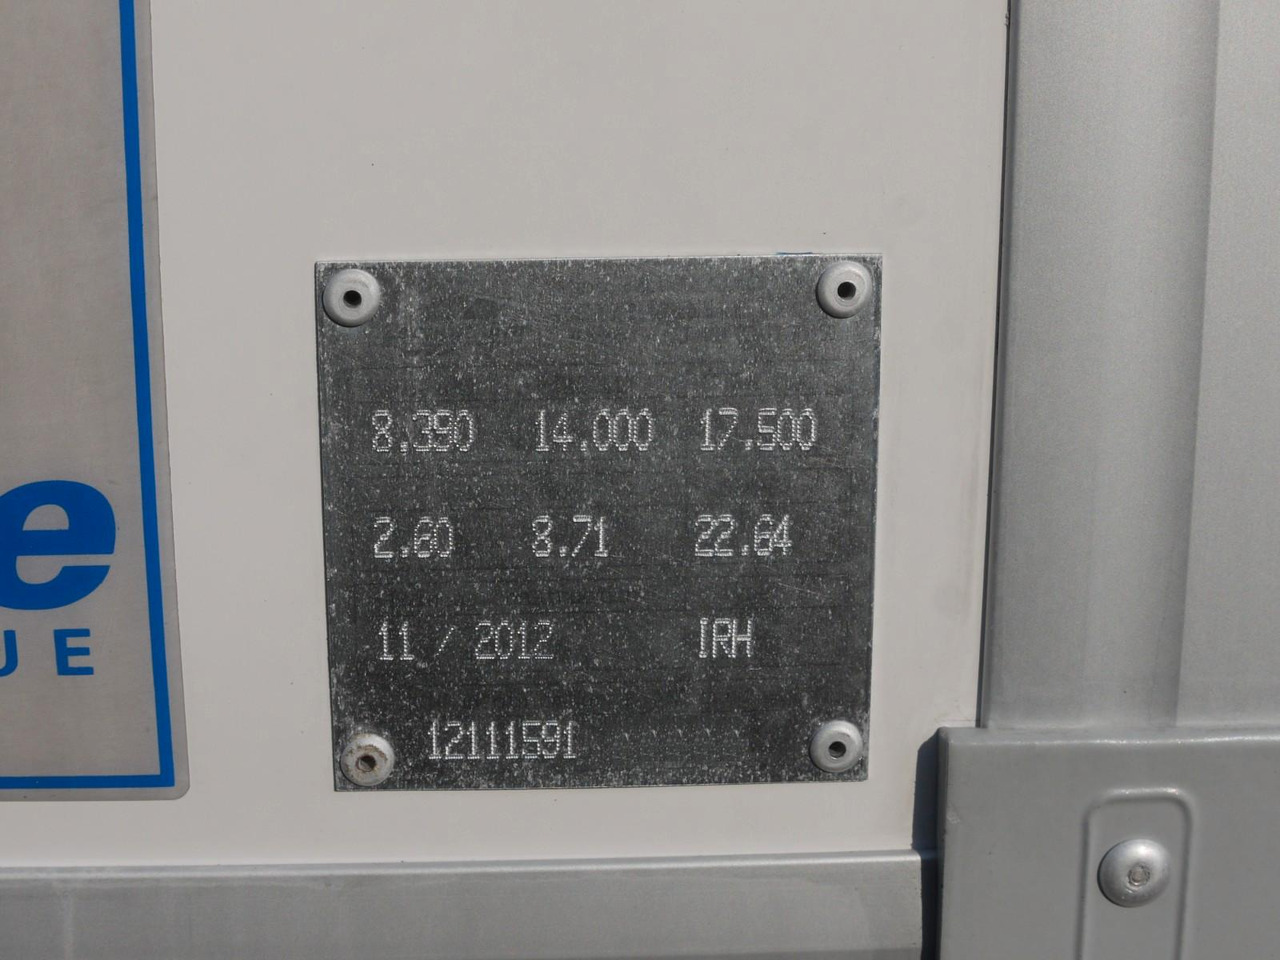 8.390 14.000 17.500
2.60 8.71 22.64
e
11 / 2012 IRH
UE
12111591